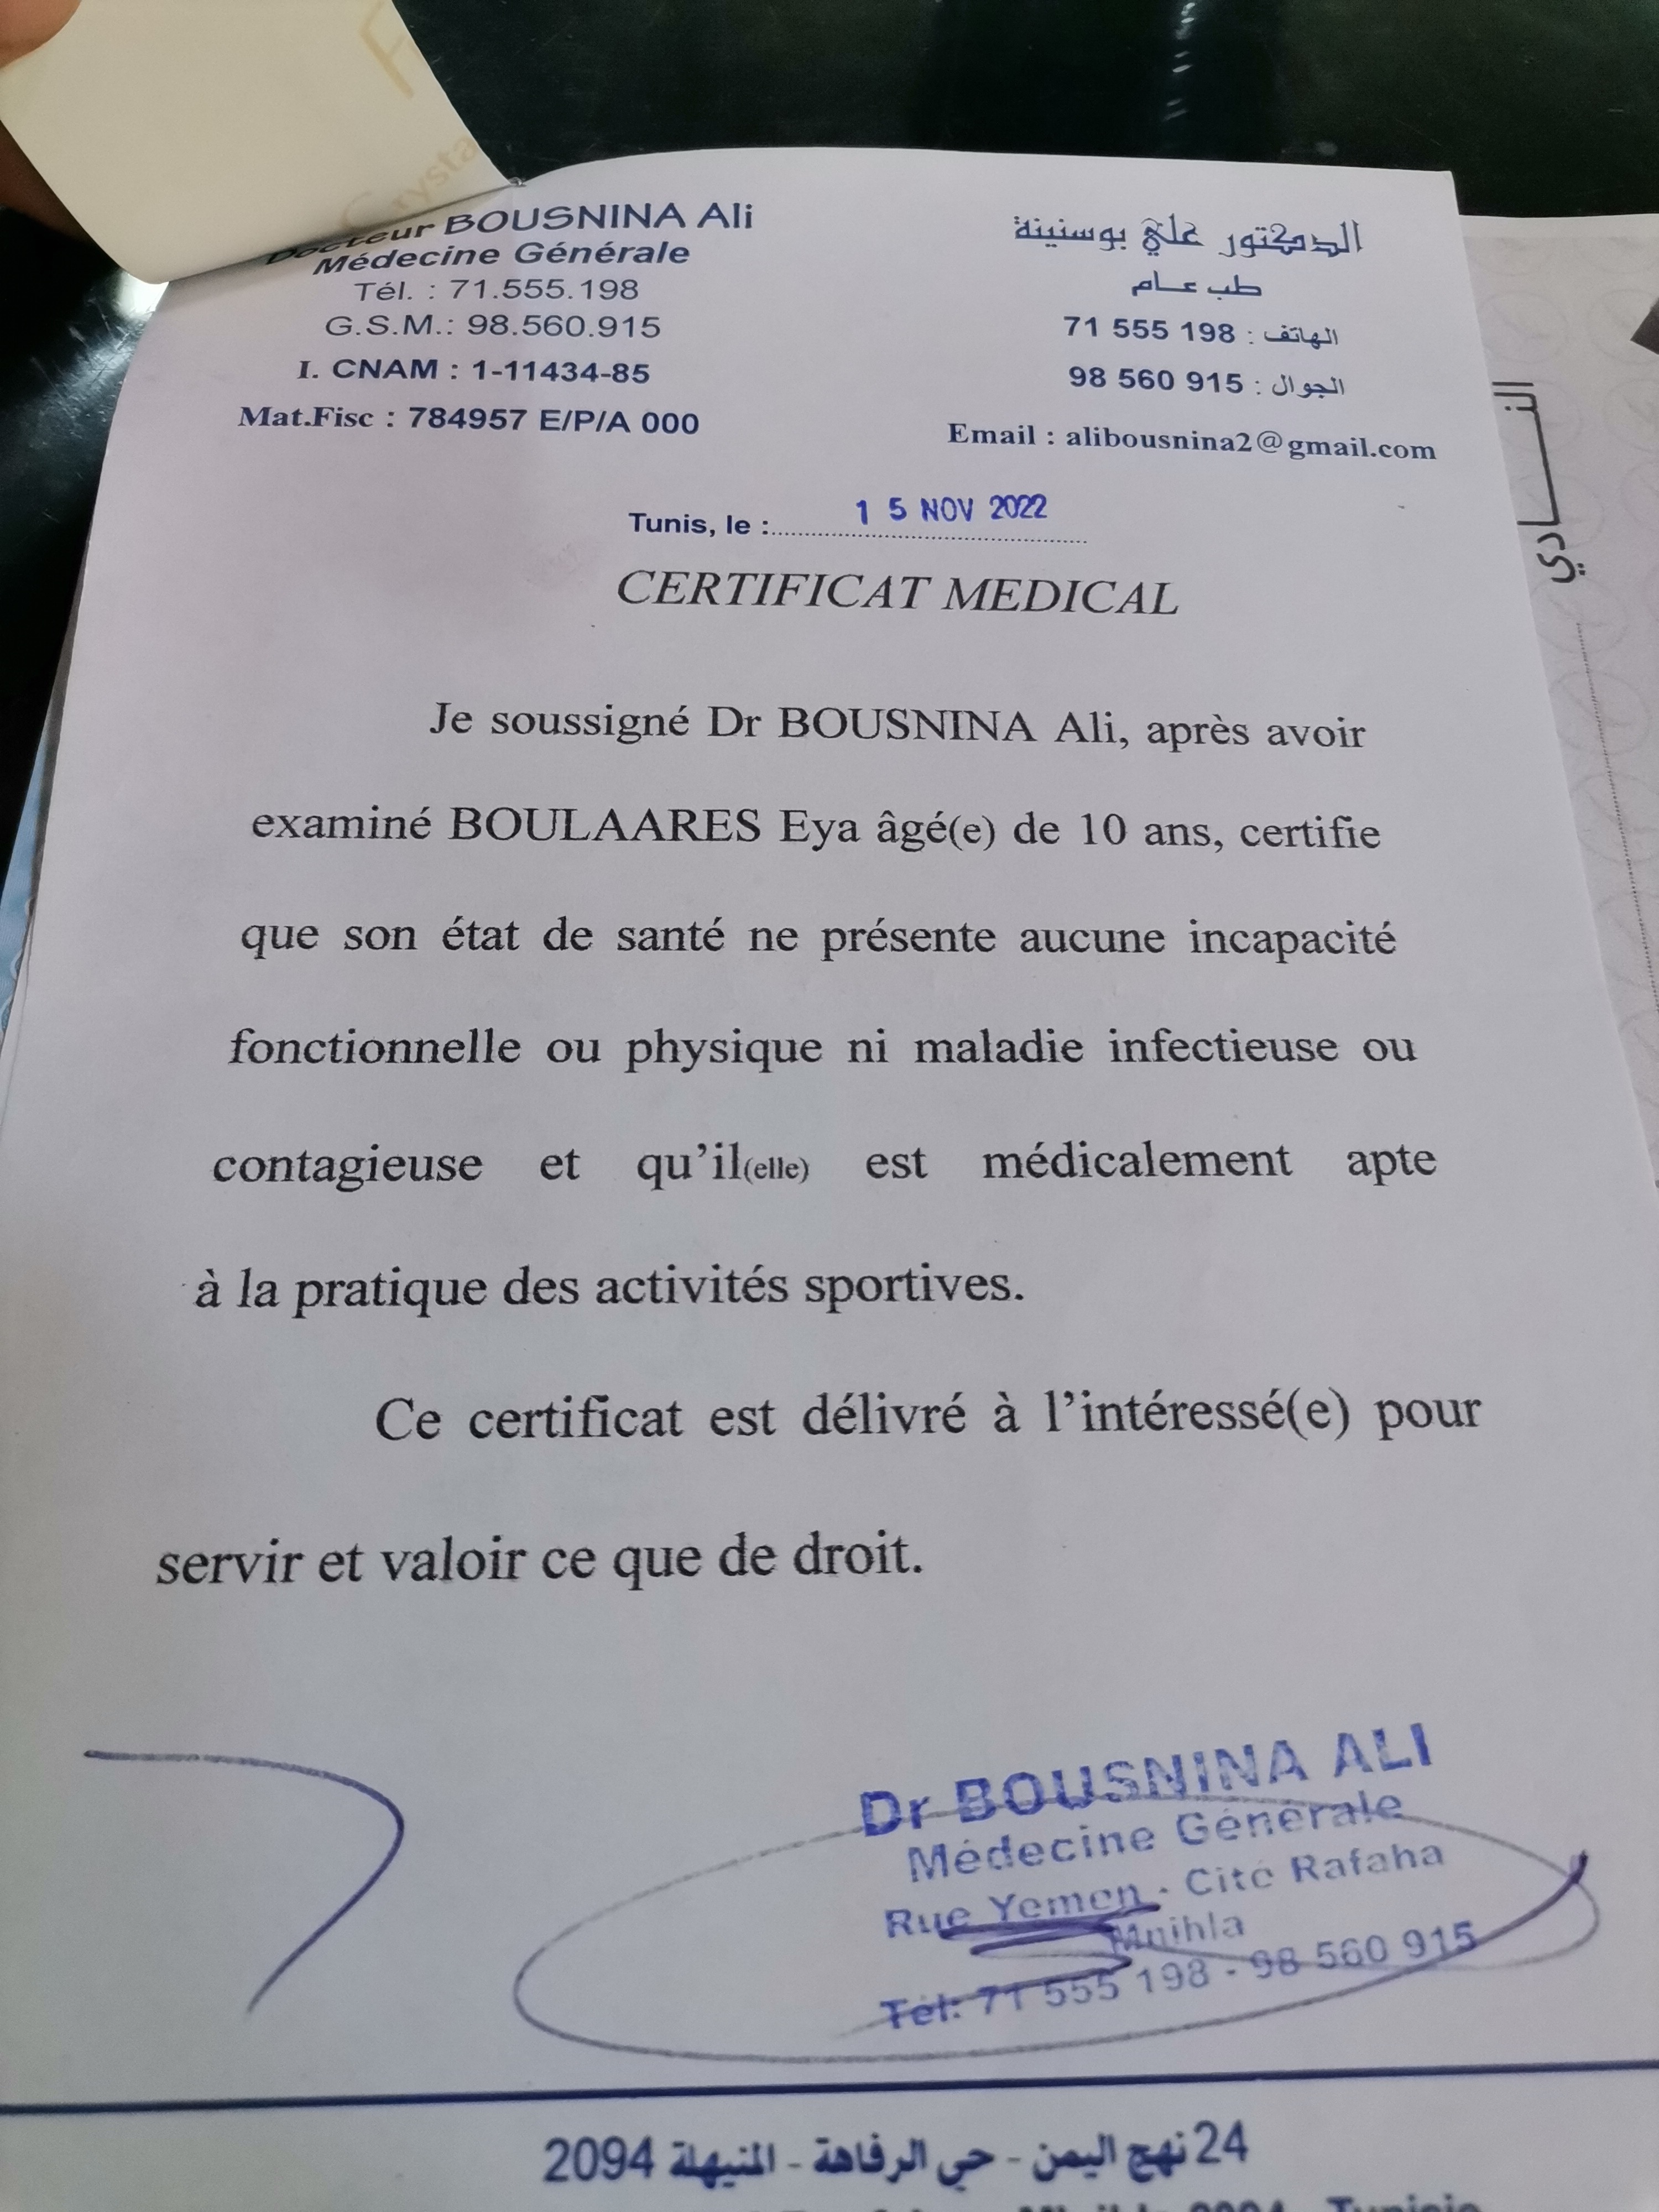 Docteur BOUSNINA Ali
Médecine Générale
Tél. : 71.555.198
G.S.M.: 98.560.915
I. CNAM : 1-11434-85
Mat.Fisc : 784957 E/P/A 000
الدكتور علي بوسنينة
طب عام
الهاتف : 71 555 198
الجوال : 98 560 915
Email : alibousnina2@gmail.com
Tunis, le : 15 NOV 2022
CERTIFICAT MEDICAL
Je soussigné Dr BOUSNINA Ali, après avoir
examiné BOULAARES Eya âgé(e) de 10 ans, certifie
que son état de santé ne présente aucune incapacité
fonctionnelle ou physique ni maladie infectieuse ou
contagieuse et qu'il(elle) est médicalement apte
à la pratique des activités sportives.
Ce certificat est délivré à l'intéressé(e) pour
servir et valoir ce que de droit.
Dr BOUSNINA ALI
Médecine Générale
Rue Yemen - Cité Rafaha
Mnihla
Tél: 71 555 198 - 98 560 915
24 نهج اليمن - حي الرفاهة - المنيهلة 2094